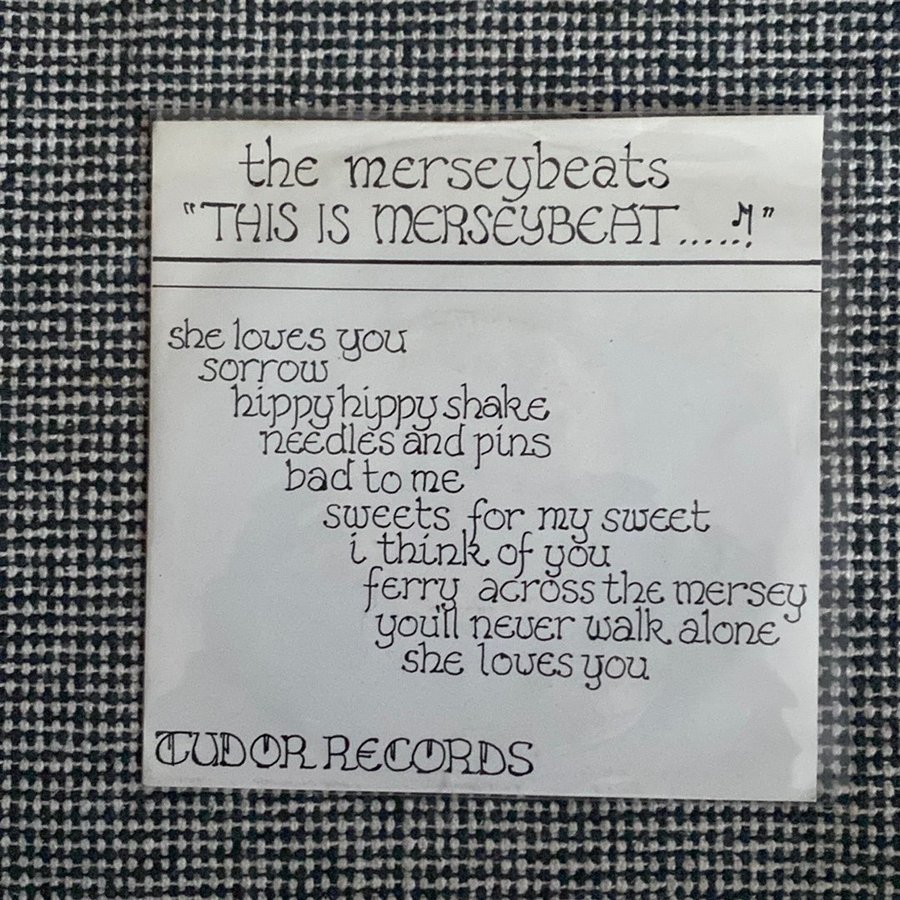 the merseybeats
"THIS IS MERSEYBEAT.....!"
she loves you
sorrow
hippy hippy shake
needles and pins
bad to me
sweets for my sweet
i think of you
ferry across the mersey
you'll never walk alone
she loves you
TUDOR RECORDS